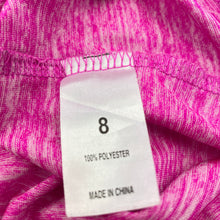 8
100% POLYESTER
MADE IN CHINA